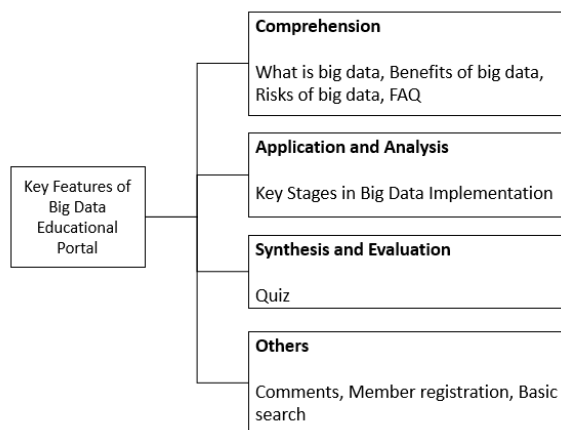 Key Features of
Big Data
Educational
Portal
Comprehension
What is big data, Benefits of big data,
Risks of big data, FAQ
Application and Analysis
Key Stages in Big Data Implementation
Synthesis and Evaluation
Quiz
Others
Comments, Member registration, Basic
search